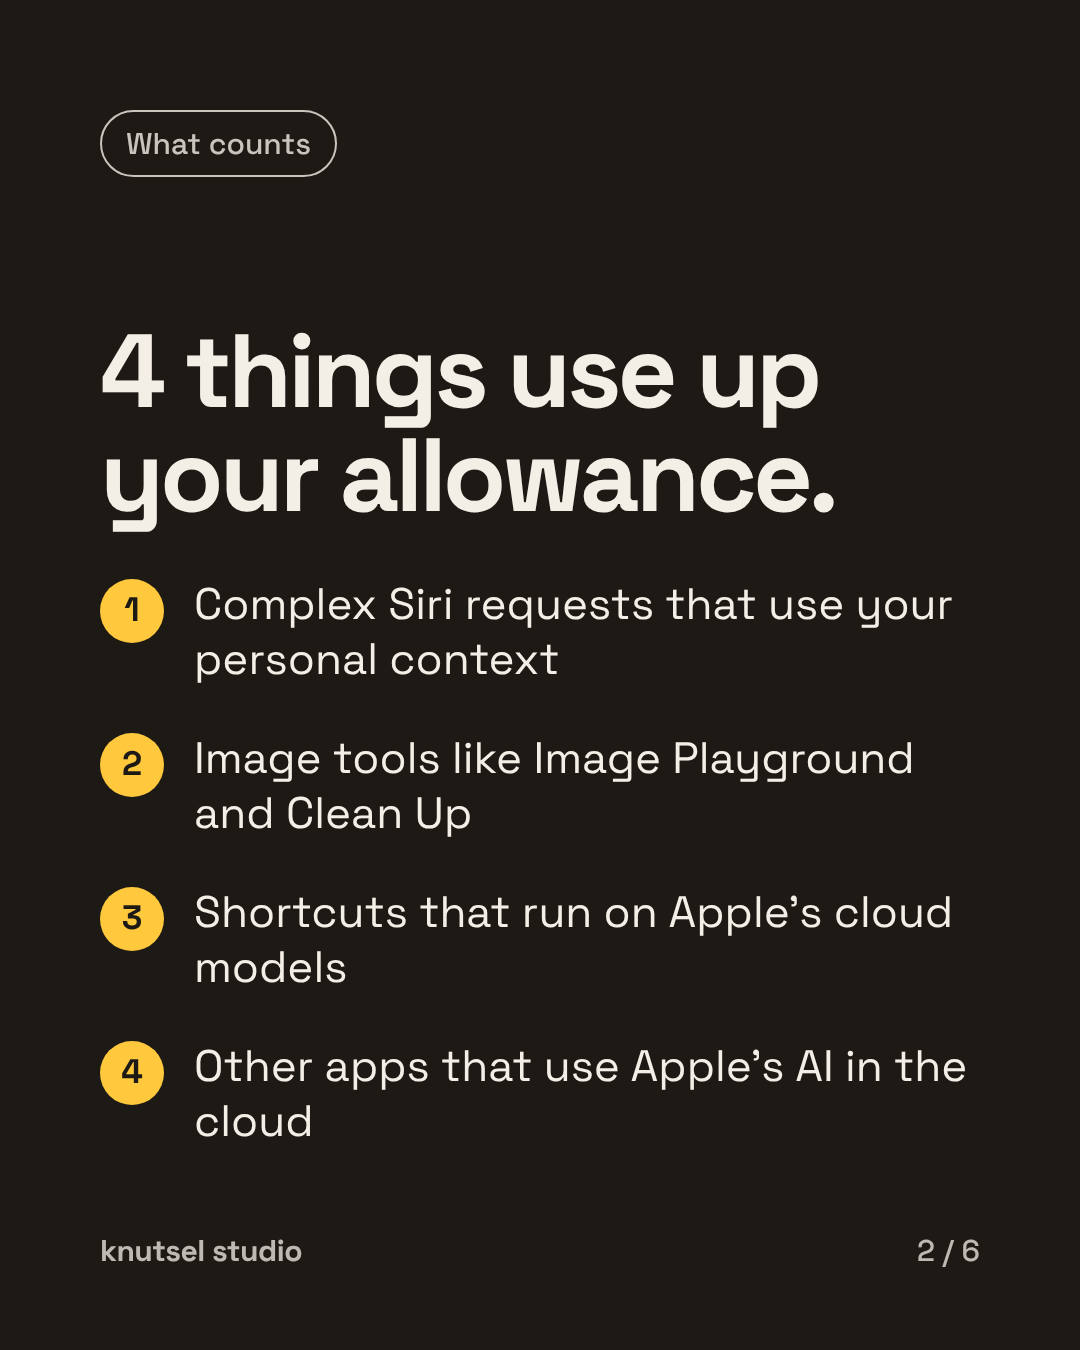 What counts
4 things use up
your allowance.
1 Complex Siri requests that use your
personal context
2 Image tools like Image Playground
and Clean Up
3 Shortcuts that run on Apple’s cloud
models
4 Other apps that use Apple’s AI in the
cloud
knutsel studio
2 / 6